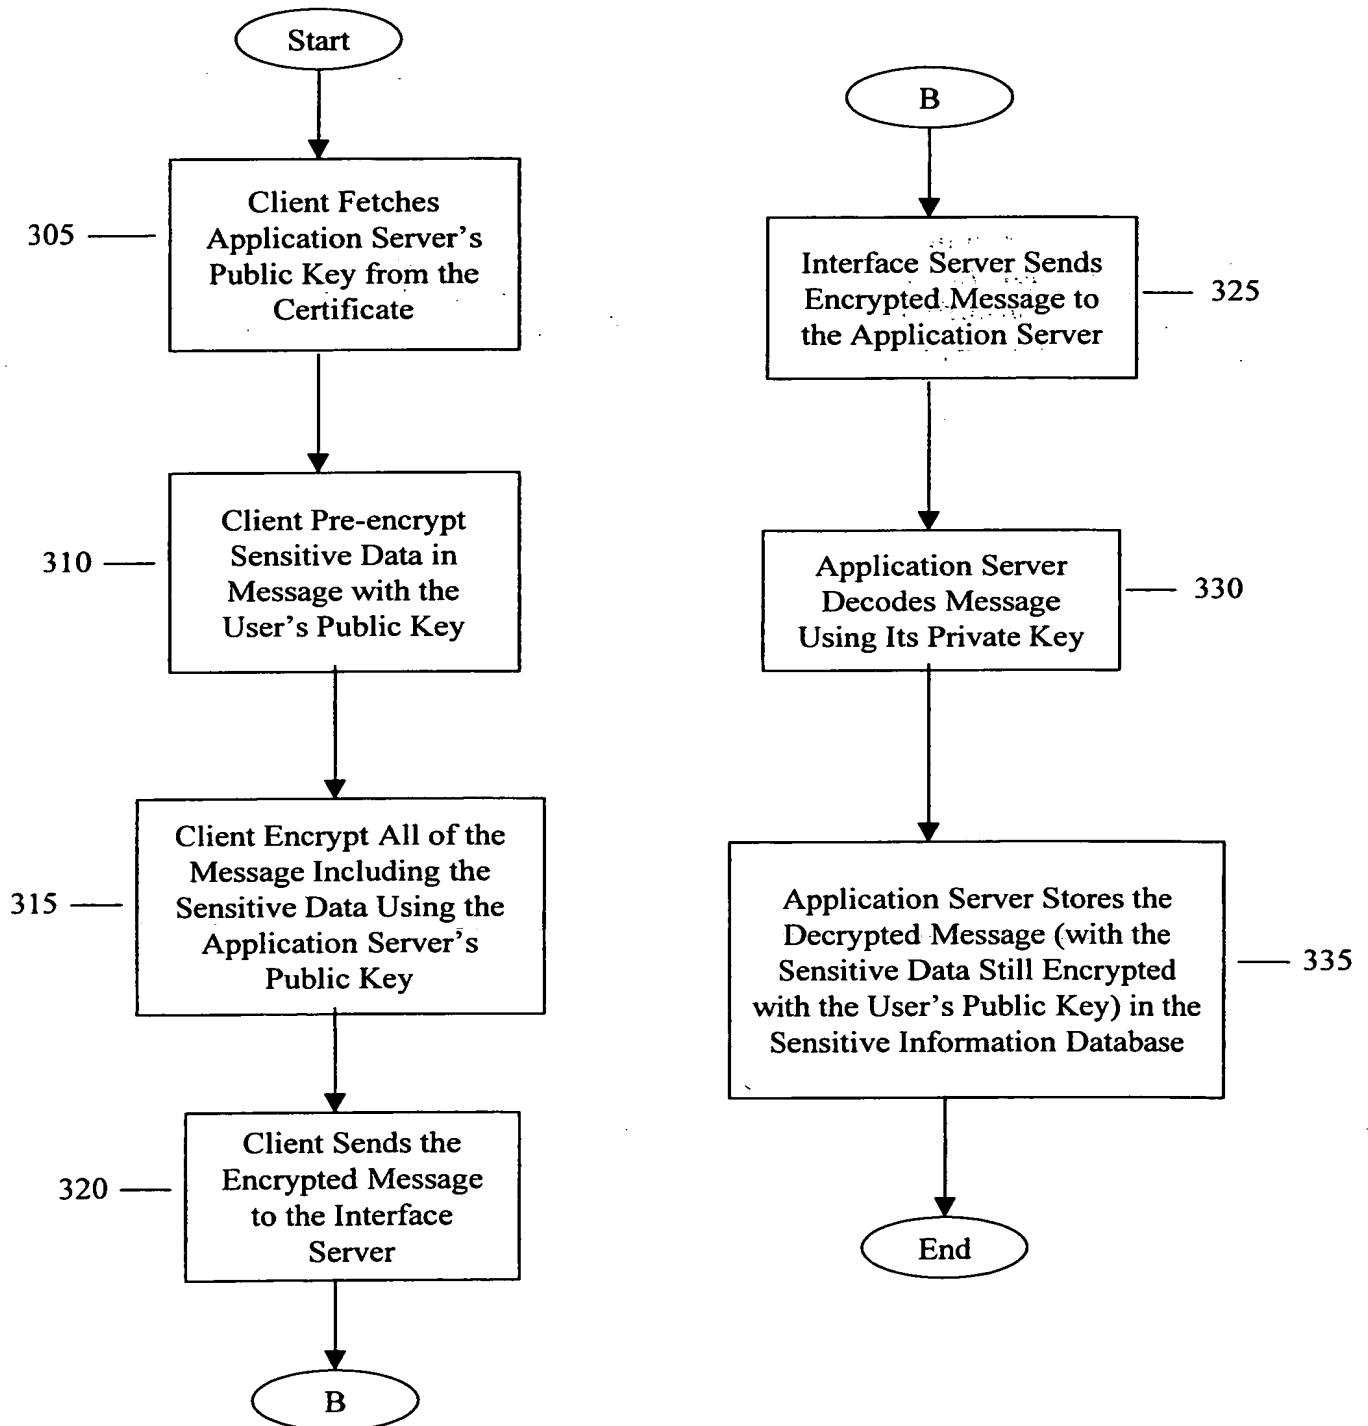 Start
305
Client Fetches
Application Server's
Public Key from the
Certificate
310
Client Pre-encrypt
Sensitive Data in
Message with the
User's Public Key
315
Client Encrypt All of the
Message Including the
Sensitive Data Using the
Application Server's
Public Key
320
Client Sends the
Encrypted Message
to the Interface
Server
B
B
Interface Server Sends
Encrypted Message to
the Application Server
325
Application Server
Decodes Message
Using Its Private Key
330
Application Server Stores the
Decrypted Message (with the
Sensitive Data Still Encrypted
with the User's Public Key) in the
Sensitive Information Database
335
End